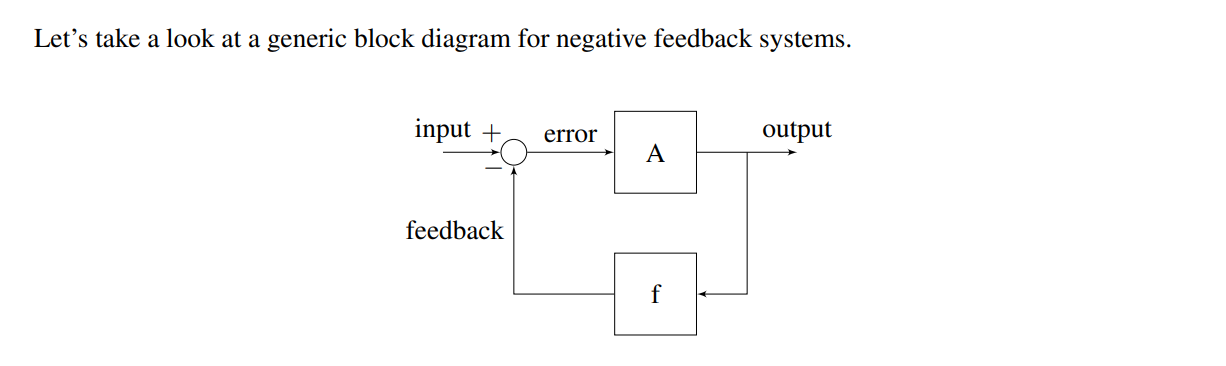 Let’s take a look at a generic block diagram for negative feedback systems.
input + error output
A
−
feedback
f